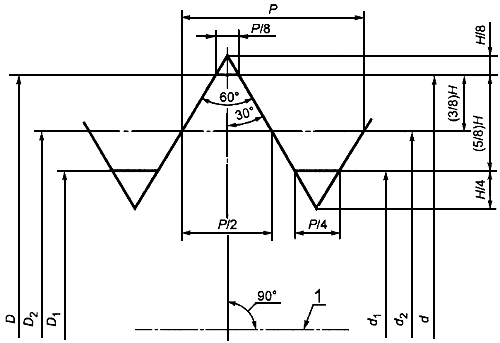 P
P/8
H/8
60°
30°
(3/8)H
(5/8)H
H/4
P/2
P/4
90°
1
D
D₂
D₁
d₁
d₂
d